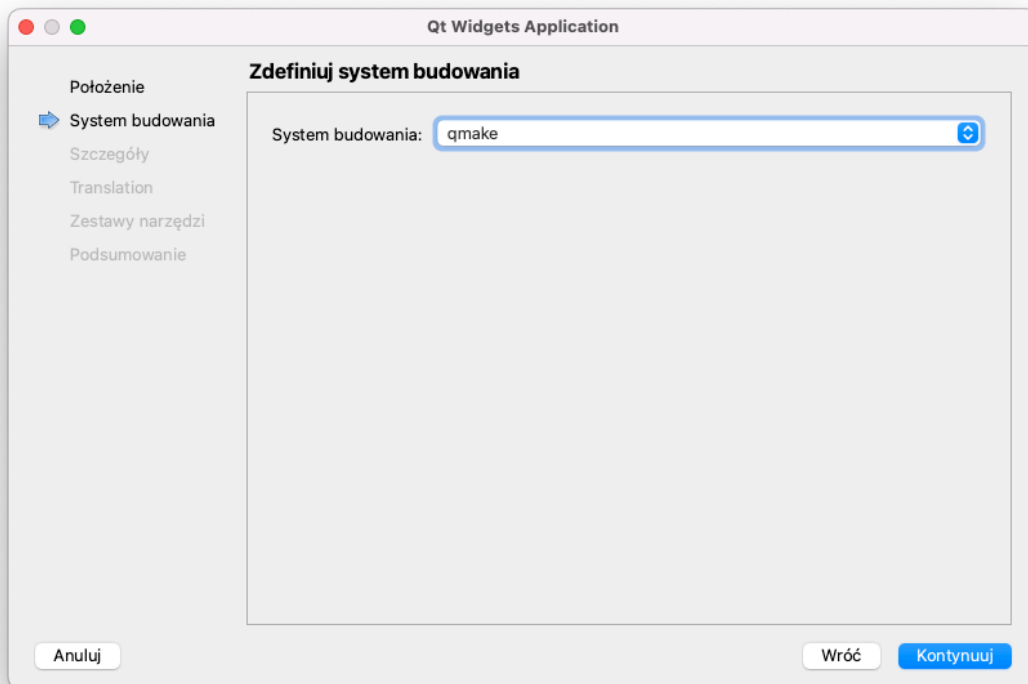 Qt Widgets Application
Położenie
System budowania
Szczegóły
Translation
Zestawy narzędzi
Podsumowanie
Zdefiniuj system budowania
System budowania: qmake
Anuluj
Wróć
Kontynuuj